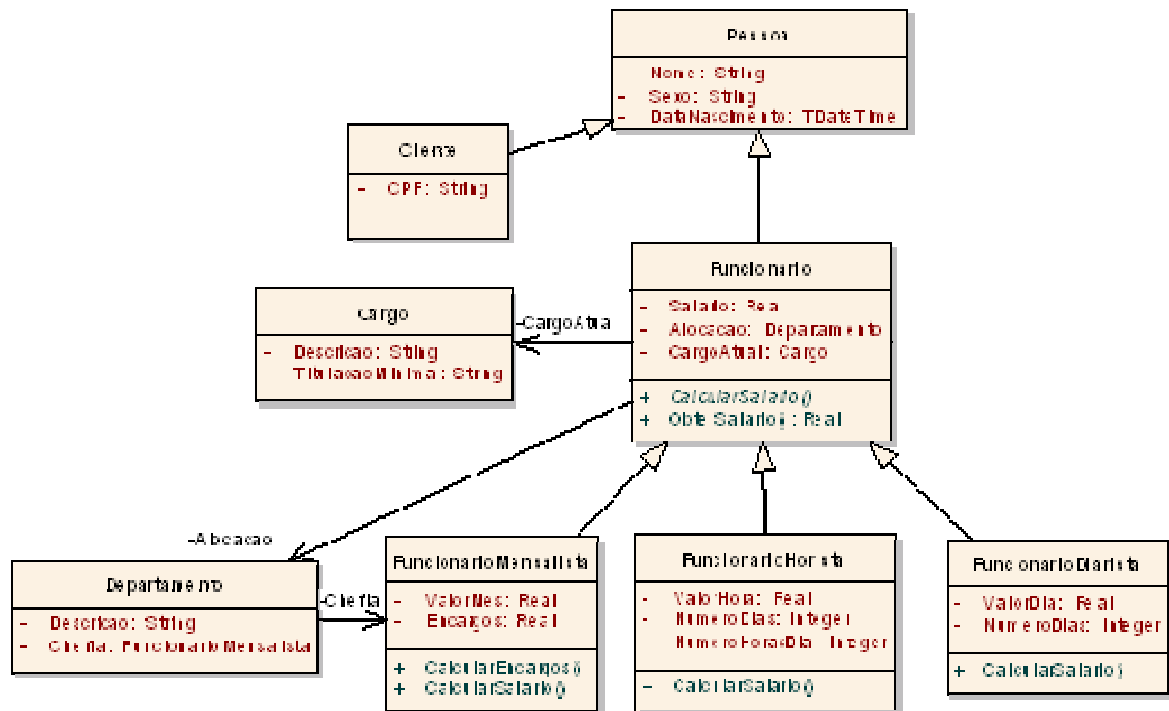 Pessoa
Nome: String
- Sexo: String
- DataNascimento: TDateTime
Cliente
- CPF: String
Funcionario
- Salario: Real
- Alocacao: Departamento
- CargoAtual: Cargo
+ CalcularSalario()
+ ObterSalario(): Real
Cargo
- Descricao: String
TitulacaoMinima: String
-CargoAtual
-Alocacao
Departamento
- Descricao: String
- Chefia: FuncionarioMensalista
-Chefia
FuncionarioMensalista
- ValorMes: Real
- Encargos: Real
+ CalcularEncargos()
+ CalcularSalario()
FuncionarioHorista
- ValorHora: Real
- NumeroDias: Integer
NumeroHorasDia: Integer
- CalcularSalario()
FuncionarioDiarista
- ValorDia: Real
- NumeroDias: Integer
+ CalcularSalario()